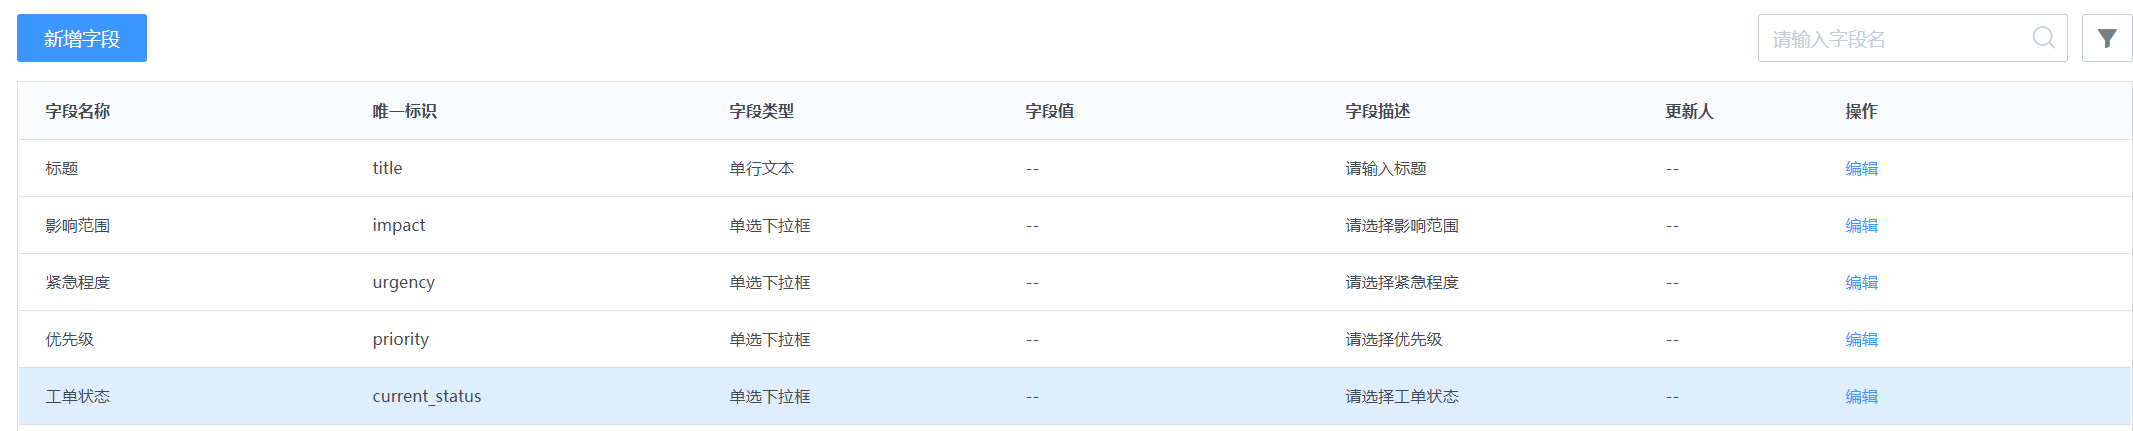 新增字段
请输入字段名
字段名称 唯一标识 字段类型 字段值 字段描述 更新人 操作
标题 title 单行文本 -- 请输入标题 -- 编辑
影响范围 impact 单选下拉框 -- 请选择影响范围 -- 编辑
紧急程度 urgency 单选下拉框 -- 请选择紧急程度 -- 编辑
优先级 priority 单选下拉框 -- 请选择优先级 -- 编辑
工单状态 current_status 单选下拉框 -- 请选择工单状态 -- 编辑